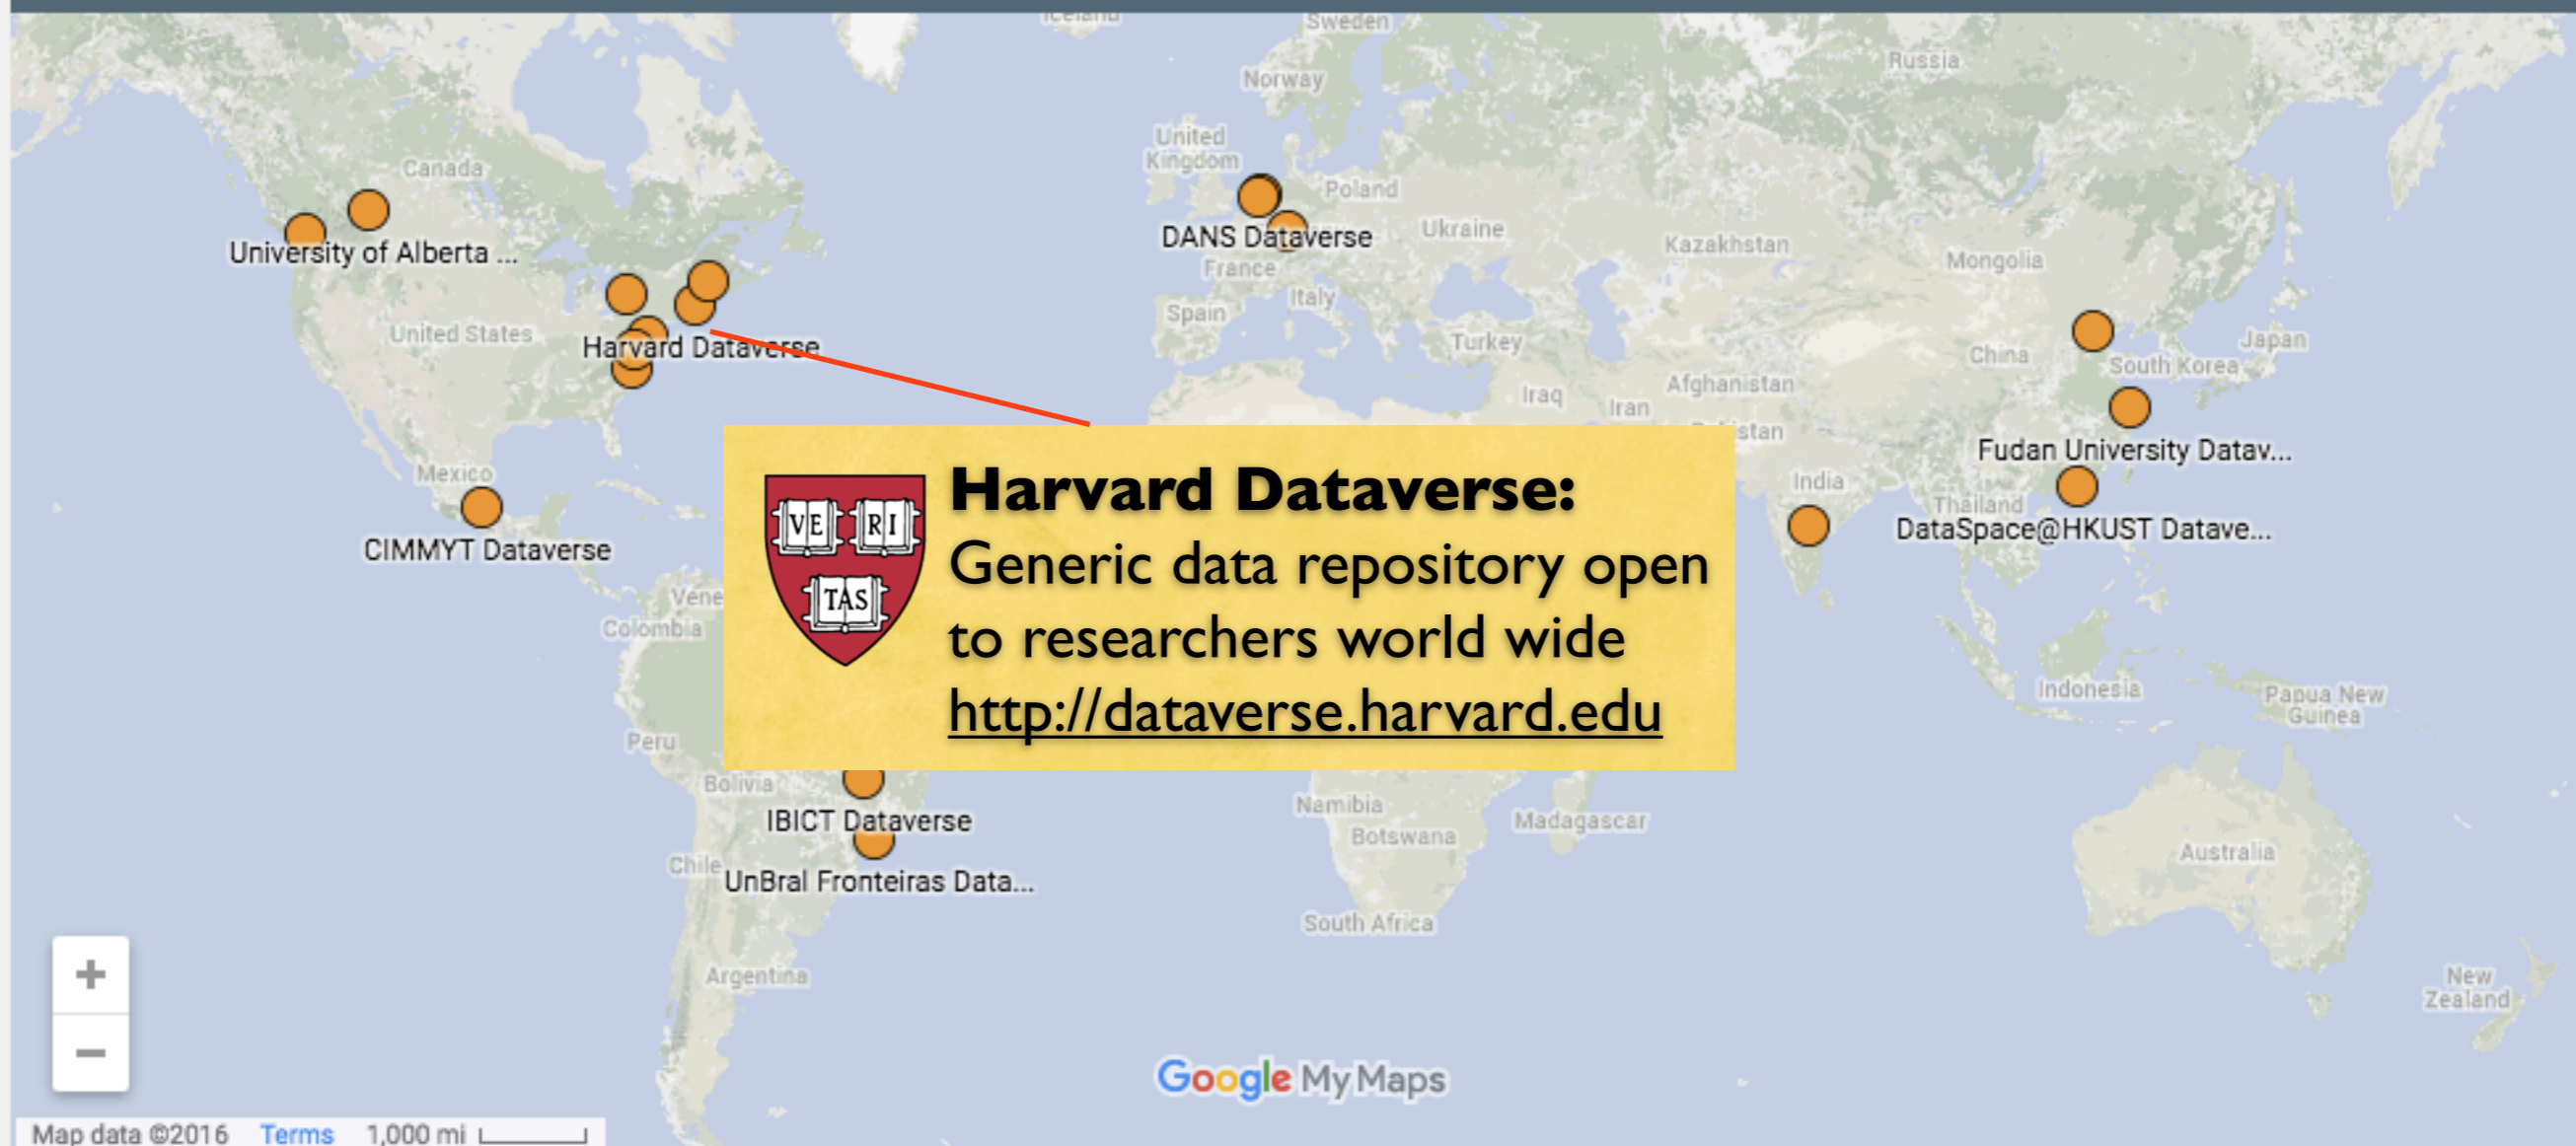 Iceland
Sweden
Norway
Russia
United
Kingdom
Canada
Poland
University of Alberta ...
DANS Dataverse
Ukraine
Kazakhstan
Mongolia
France
Italy
Spain
United States
Harvard Dataverse
Turkey
China
Japan
South Korea
Afghanistan
Iraq
Iran
Fudan University Datav...
Mexico
India
Thailand
CIMMYT Dataverse
DataSpace@HKUST Datave...
VE RI
TAS
Harvard Dataverse:
Generic data repository open
to researchers world wide
http://dataverse.harvard.edu
Vene
Colombia
Indonesia
Papua New
Guinea
Peru
Bolivia
IBICT Dataverse
Namibia
Botswana
Madagascar
Chile
UnBral Fronteiras Data...
Australia
South Africa
Argentina
New
Zealand
+
−
Google My Maps
Map data ©2016 Terms 1,000 mi